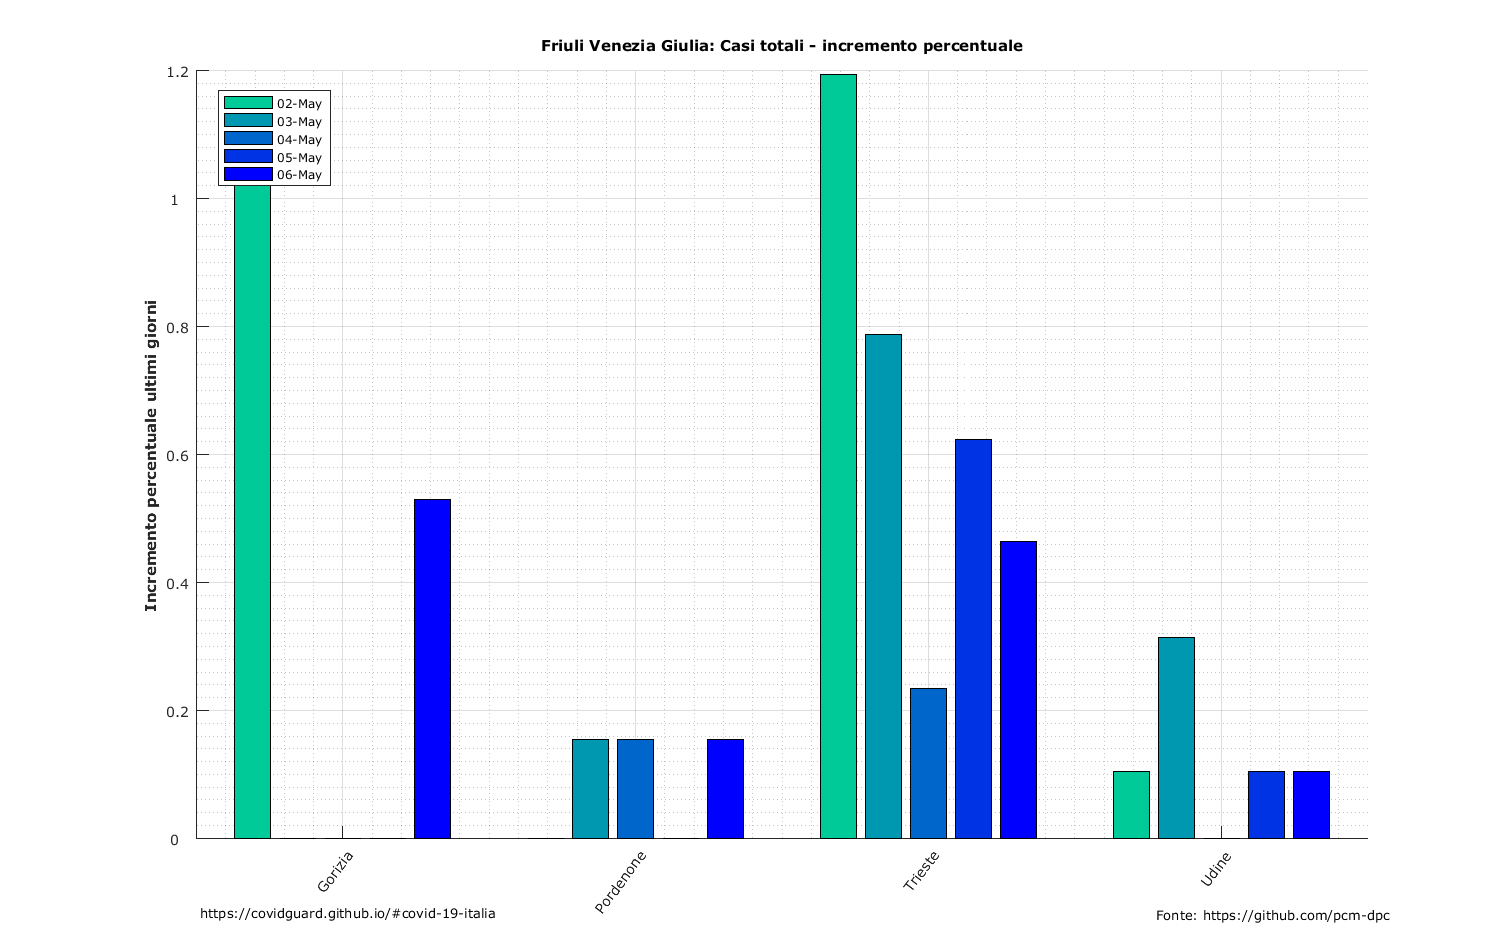 Friuli Venezia Giulia: Casi totali - incremento percentuale
Incremento percentuale ultimi giorni
1.2
1
0.8
0.6
0.4
0.2
0
02-May
03-May
04-May
05-May
06-May
Gorizia
Pordenone
Trieste
Udine
https://covidguard.github.io/#covid-19-italia
Fonte: https://github.com/pcm-dpc